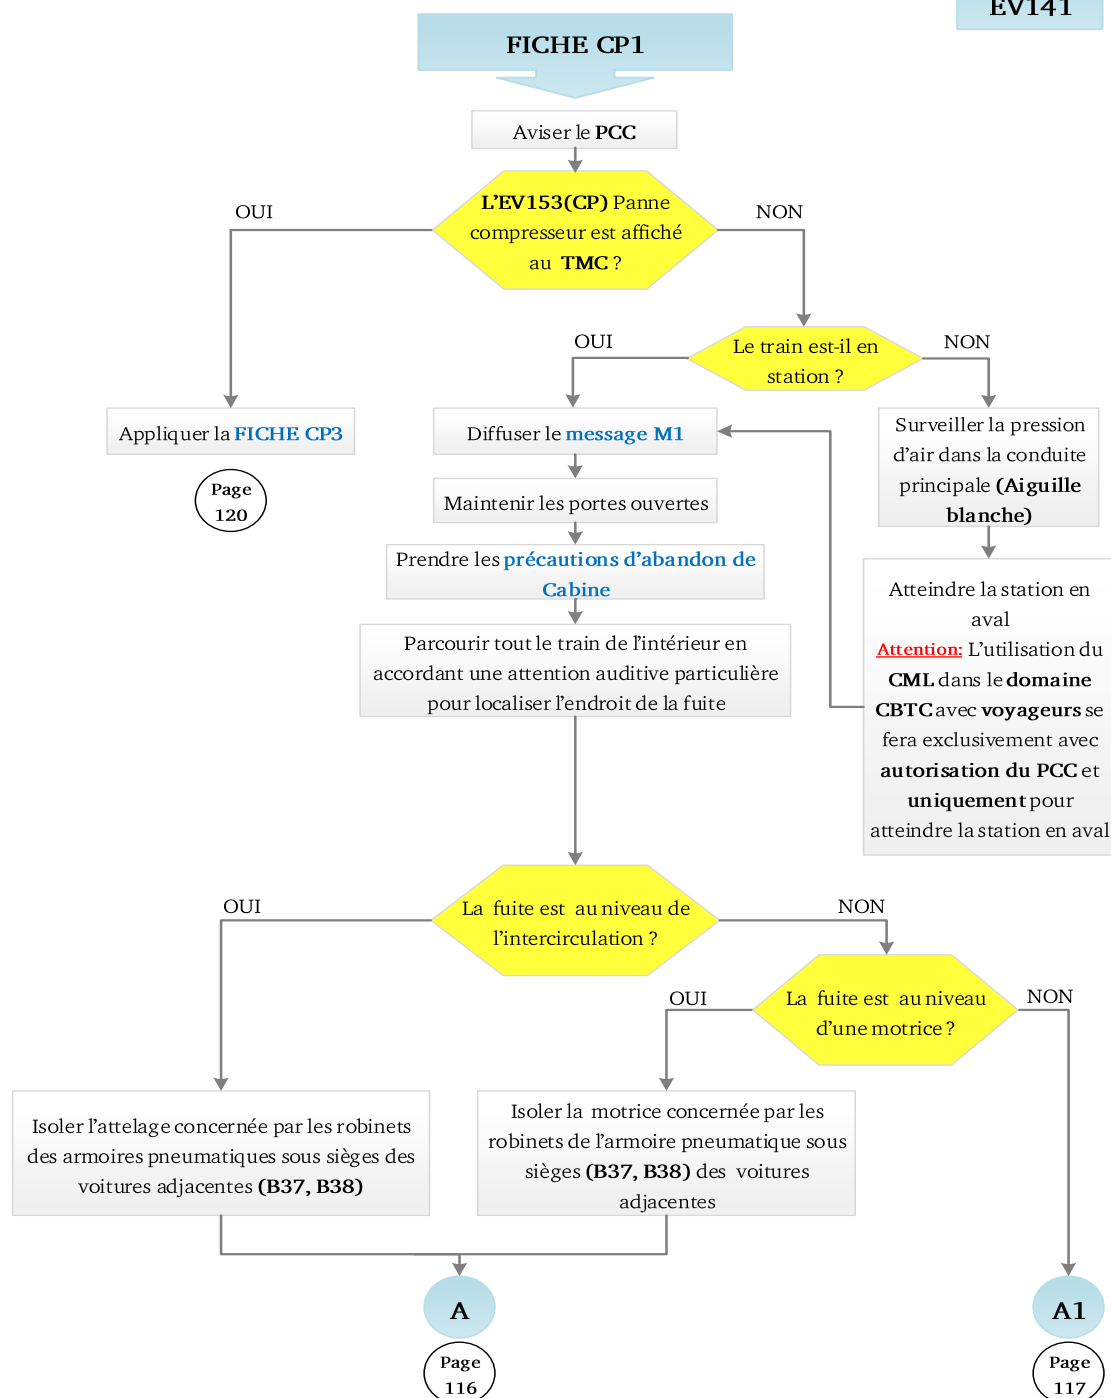 EV141
FICHE CP1
Aviser le PCC
L'EV153(CP) Panne
compresseur est affiché
au TMC ?
OUI
NON
Le train est-il en
station ?
OUI
NON
Appliquer la FICHE CP3
Page
120
Diffuser le message M1
Surveiller la pression
d'air dans la conduite
principale (Aiguille
blanche)
Maintenir les portes ouvertes
Prendre les précautions d'abandon de
Cabine
Atteindre la station en
aval
Attention: L'utilisation du
CML dans le domaine
CBTC avec voyageurs se
fera exclusivement avec
autorisation du PCC et
uniquement pour
atteindre la station en aval
Parcourir tout le train de l'intérieur en
accordant une attention auditive particulière
pour localiser l'endroit de la fuite
La fuite est au niveau de
l'intercirculation ?
OUI
NON
La fuite est au niveau
d'une motrice ?
OUI
NON
Isoler l'attelage concernée par les robinets
des armoires pneumatiques sous sièges des
voitures adjacentes (B37, B38)
Isoler la motrice concernée par les
robinets de l'armoire pneumatique sous
sièges (B37, B38) des voitures
adjacentes
A
Page
116
A1
Page
117